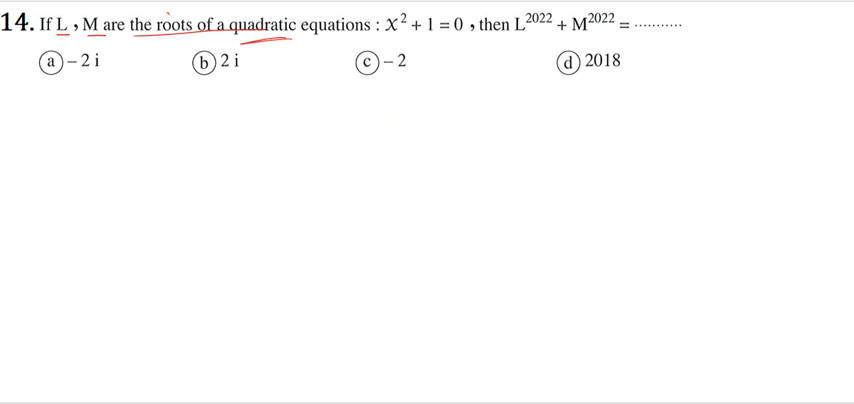 14. If L , M are the roots of a quadratic equations : X² + 1 = 0 , then L²⁰²² + M²⁰²² = ...........
a – 2 i b 2 i c – 2 d 2018